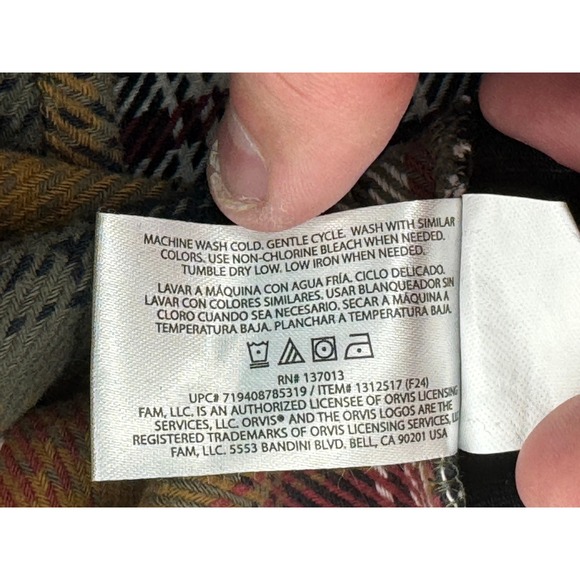 MACHINE WASH COLD. GENTLE CYCLE. WASH WITH SIMILAR
COLORS. USE NON-CHLORINE BLEACH WHEN NEEDED.
TUMBLE DRY LOW. LOW IRON WHEN NEEDED.
LAVAR A MÁQUINA CON AGUA FRÍA. CICLO DELICADO.
LAVAR CON COLORES SIMILARES. USAR BLANQUEADOR SIN
CLORO CUANDO SEA NECESARIO. SECAR A MÁQUINA A
TEMPERATURA BAJA. PLANCHAR A TEMPERATURA BAJA.
RN# 137013
UPC# 719408785319 / ITEM# 1312517 (F24)
FAM, LLC. IS AN AUTHORIZED LICENSEE OF ORVIS LICENSING
SERVICES, LLC. ORVIS® AND THE ORVIS LOGOS ARE THE
REGISTERED TRADEMARKS OF ORVIS LICENSING SERVICES,
FAM, LLC. 5553 BANDINI BLVD. BELL, CA 90201 USA